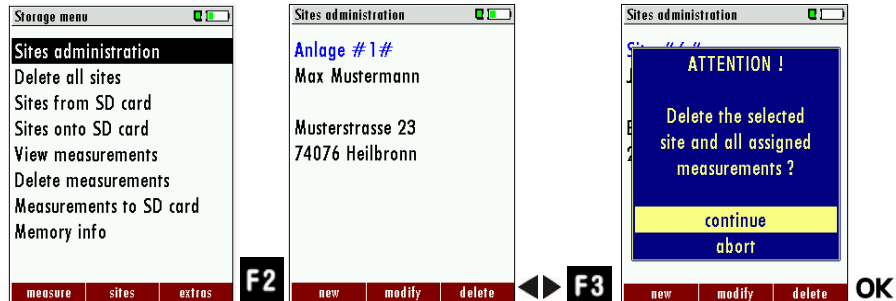 Storage menu
Sites administration
Delete all sites
Sites from SD card
Sites onto SD card
View measurements
Delete measurements
Measurements to SD card
Memory info
measure sites extras
F2
Sites administration
Anlage #1#
Max Mustermann
Musterstrasse 23
74076 Heilbronn
new modify delete
F3
Sites administration
ATTENTION !
Delete the selected
site and all assigned
measurements ?
continue
abort
new modify delete
OK